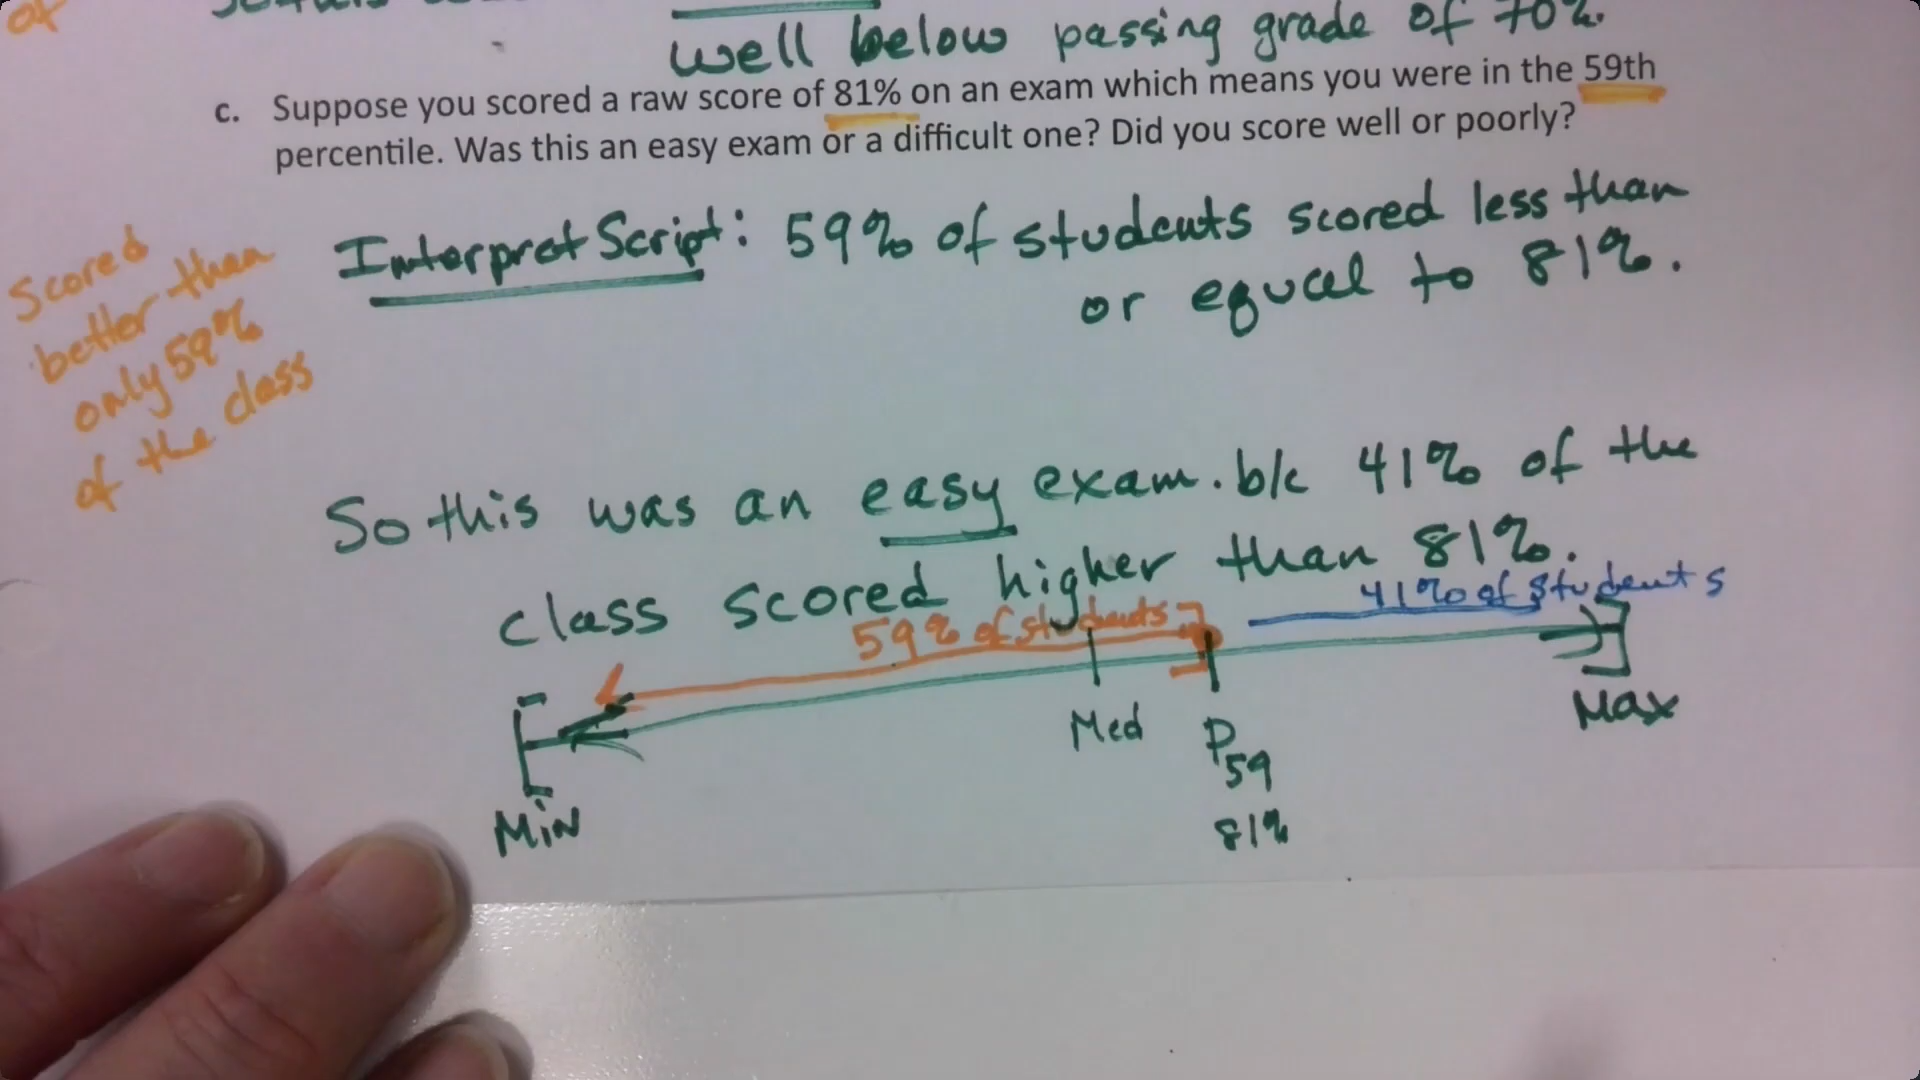 of
well below passing grade of 70%.
c. Suppose you scored a raw score of 81% on an exam which means you were in the 59th
percentile. Was this an easy exam or a difficult one? Did you score well or poorly?
Interpret Script: 59% of students scored less than
or equal to 81%.
Scored
better than
only 59%
of the class
So this was an easy exam. b/c 41% of the
class scored higher than 81%.
41% of students
59% of students
Med
Max
P59
Min
81%